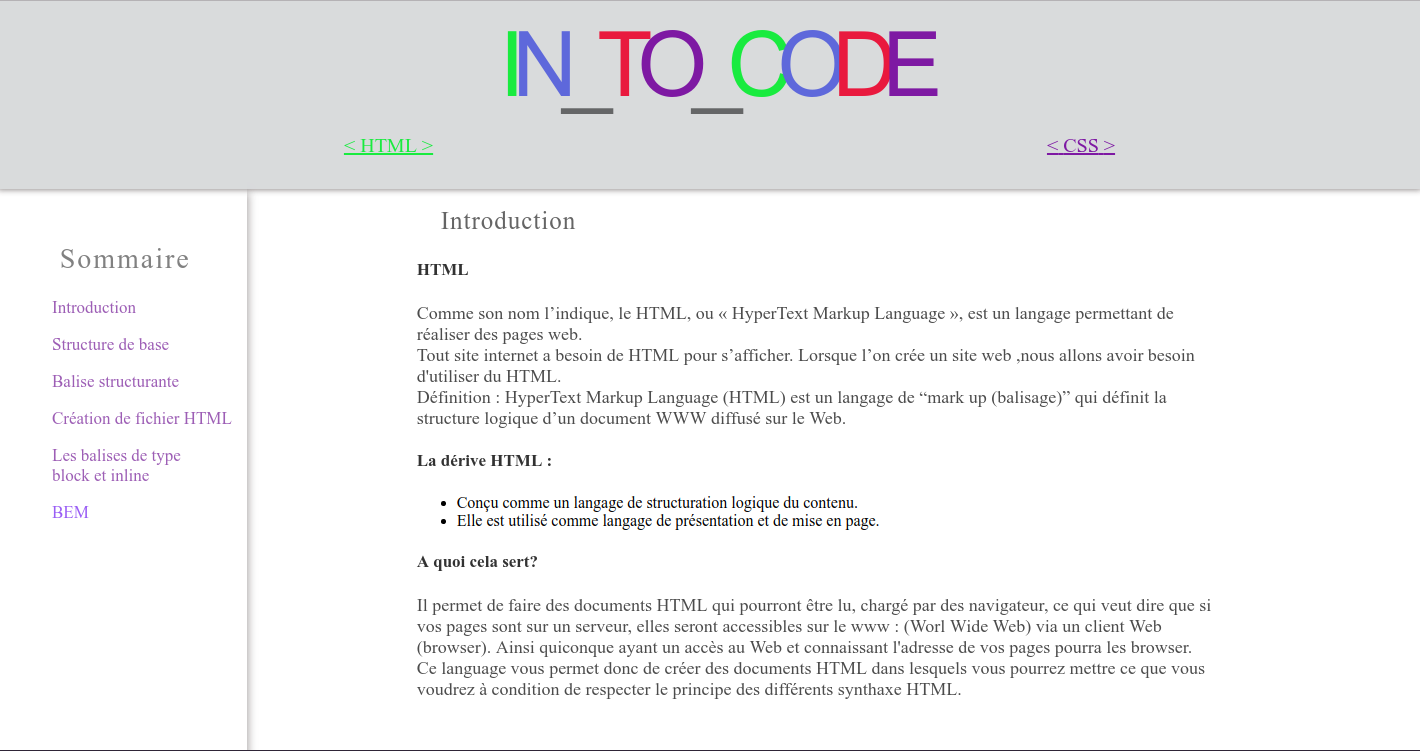 IN_TO_CODE
< HTML >
< CSS >
Sommaire
Introduction
Structure de base
Balise structurante
Création de fichier HTML
Les balises de type
block et inline
BEM
Introduction
HTML
Comme son nom l’indique, le HTML, ou « HyperText Markup Language », est un langage permettant de
réaliser des pages web.
Tout site internet a besoin de HTML pour s’afficher. Lorsque l’on crée un site web ,nous allons avoir besoin
d'utiliser du HTML.
Définition : HyperText Markup Language (HTML) est un langage de “mark up (balisage)” qui définit la
structure logique d’un document WWW diffusé sur le Web.
La dérive HTML :
• Conçu comme un langage de structuration logique du contenu.
• Elle est utilisé comme langage de présentation et de mise en page.
A quoi cela sert?
Il permet de faire des documents HTML qui pourront être lu, chargé par des navigateur, ce qui veut dire que si
vos pages sont sur un serveur, elles seront accessibles sur le www : (Worl Wide Web) via un client Web
(browser). Ainsi quiconque ayant un accès au Web et connaissant l'adresse de vos pages pourra les browser.
Ce language vous permet donc de créer des documents HTML dans lesquels vous pourrez mettre ce que vous
voudrez à condition de respecter le principe des différents synthaxe HTML.